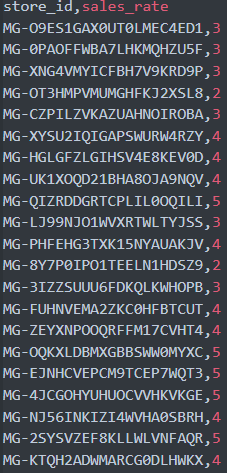 store_id,sales_rate
MG-O9ES1GAX0UT0LMEC4ED1,3
MG-0PAOFFWBA7LHKMQHZU5F,3
MG-XNG4VMYICFBH7V9KRD9P,3
MG-OT3HMPVMUMGHFKJ2XSL8,2
MG-CZPILZVKAZUAHNOIROBA,3
MG-XYSU2IQIGAPSWURW4RZY,4
MG-HGLGFZLGIHSV4E8KEV0D,4
MG-UK1XOQD21BHA8OJA9NQV,4
MG-QIZRDDGRTCPLIL0OQILI,5
MG-LJ99NJO1WVXRTWLTYJSS,3
MG-PHFEHG3TXK15NYAUAKJV,4
MG-8Y7P0IPO1TEELN1HDSZ9,2
MG-3IZZSUUU6FDKQLKWHOPB,3
MG-FUHNVEMA2ZKC0HFBTCUT,4
MG-ZEYXNPOOQRFFM17CVHT4,4
MG-OQKXLDBMXGBBSWW0MYXC,5
MG-EJNHCVEPCM9TCEP7WQT3,5
MG-4JCGOHYUHUOCVVHKVKGE,5
MG-NJ56INKIZI4WVHA0SBRH,4
MG-2SYSVZEF8KLLWLVNFAQR,5
MG-KTQH2ADWMARCG0DLHWKX,4